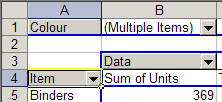 A B
1 Colour (Multiple Items)
2
3 Data
4 Item Sum of Units
5 Binders 369